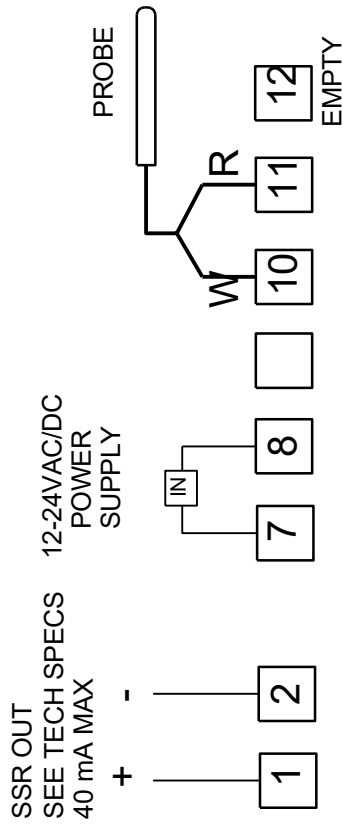 SSR OUT
SEE TECH SPECS
40 mA MAX
+
-
1
2
12-24VAC/DC
POWER
SUPPLY
IN
7
8
PROBE
W
R
10
11
12
EMPTY